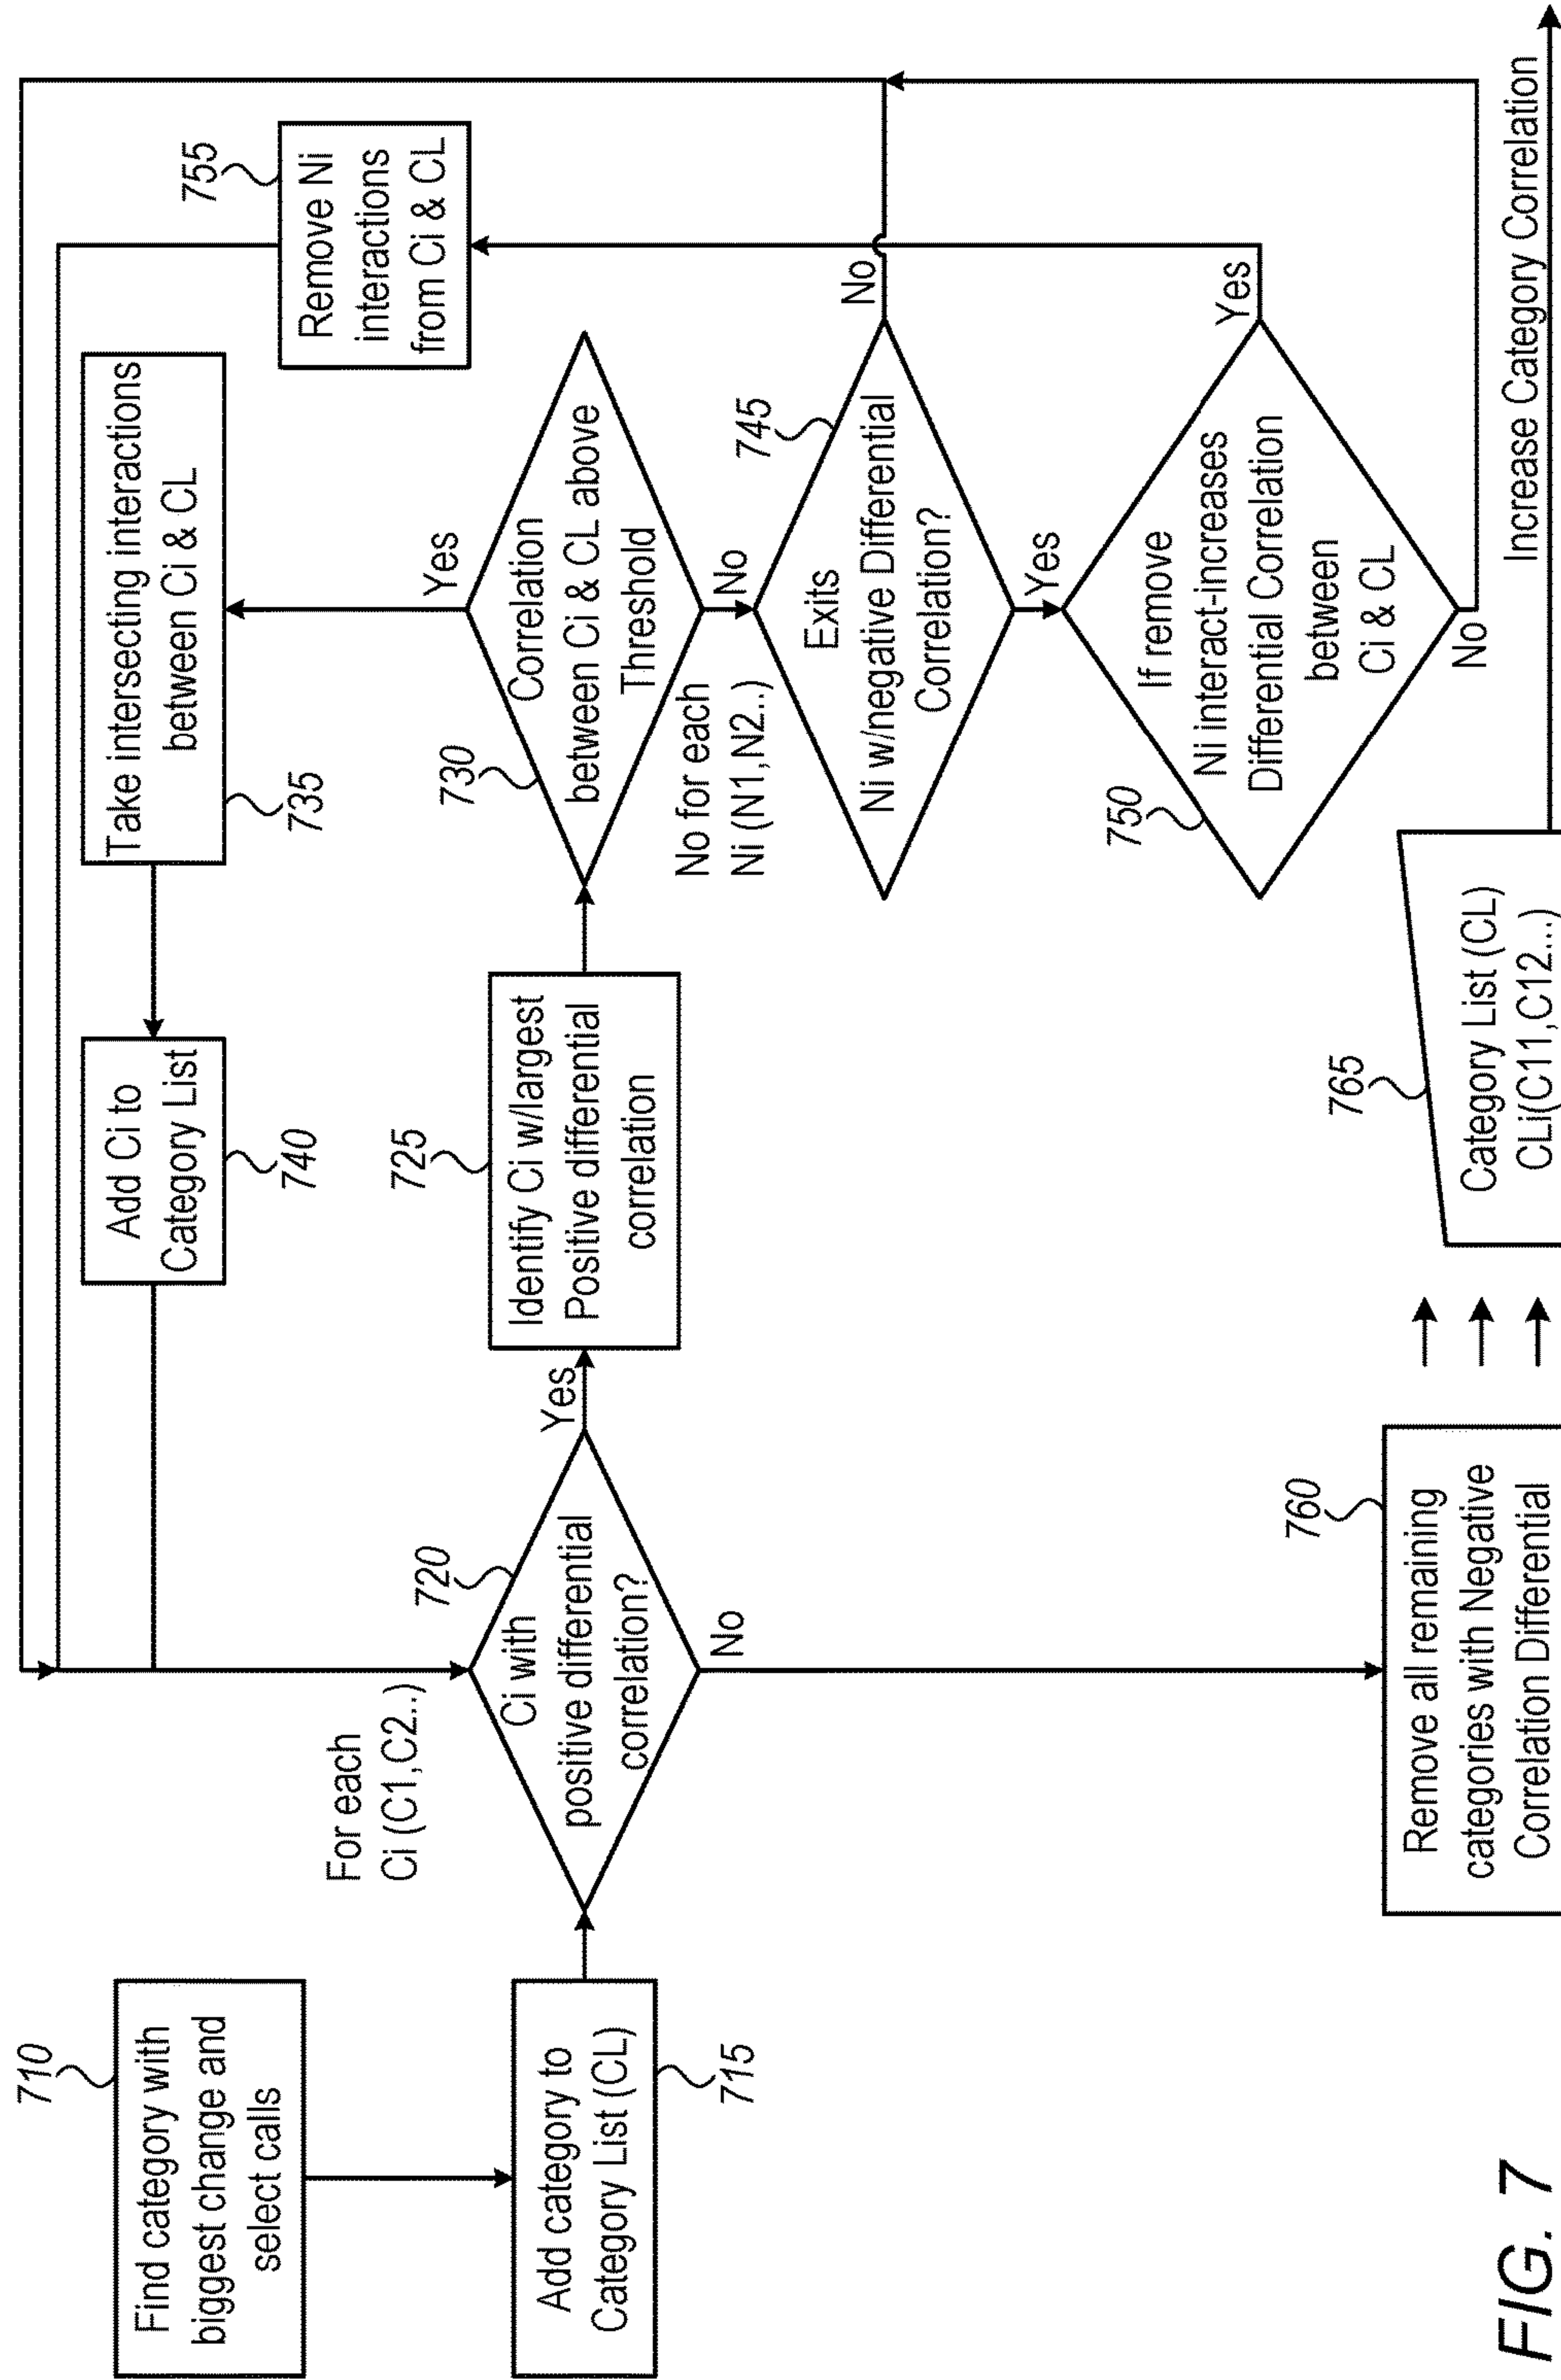 710
Find category with
biggest change and
select calls
Add category to
Category List (CL)
715
For each
Ci (C1,C2..)
720
Ci with
positive differential
correlation?
Yes
No
725
Identify Ci w/largest
Positive differential
correlation
730
Correlation
between Ci & CL above
Threshold
Yes
No
Take intersecting interactions
between Ci & CL
735
Add Ci to
Category List
740
No for each
Ni (N1,N2..)
745
Exits
Ni w/negative Differential
Correlation?
No
Yes
750
If remove
Ni interact-increases
Differential Correlation
between
Ci & CL
Yes
No
755
Remove Ni
interactions
from Ci & CL
760
Remove all remaining
categories with Negative
Correlation Differential
765
Category List (CL)
CLi(C11,C12...)
Increase Category Correlation
FIG. 7